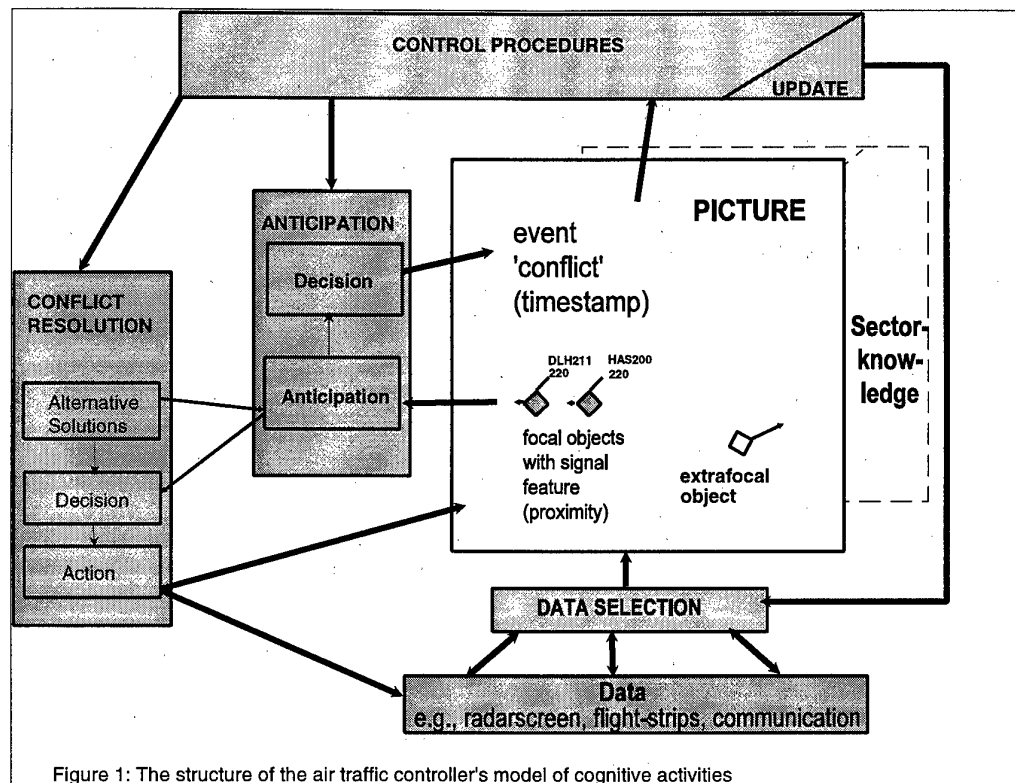 CONTROL PROCEDURES
UPDATE
PICTURE
event
'conflict'
(timestamp)
ANTICIPATION
Decision
Anticipation
CONFLICT
RESOLUTION
Alternative
Solutions
Decision
Action
DLH211
220
HAS200
220
focal objects
with signal
feature
(proximity)
extrafocal
object
Sector-
know-
ledge
DATA SELECTION
Data
e.g., radarscreen, flight-strips, communication
Figure 1: The structure of the air traffic controller's model of cognitive activities